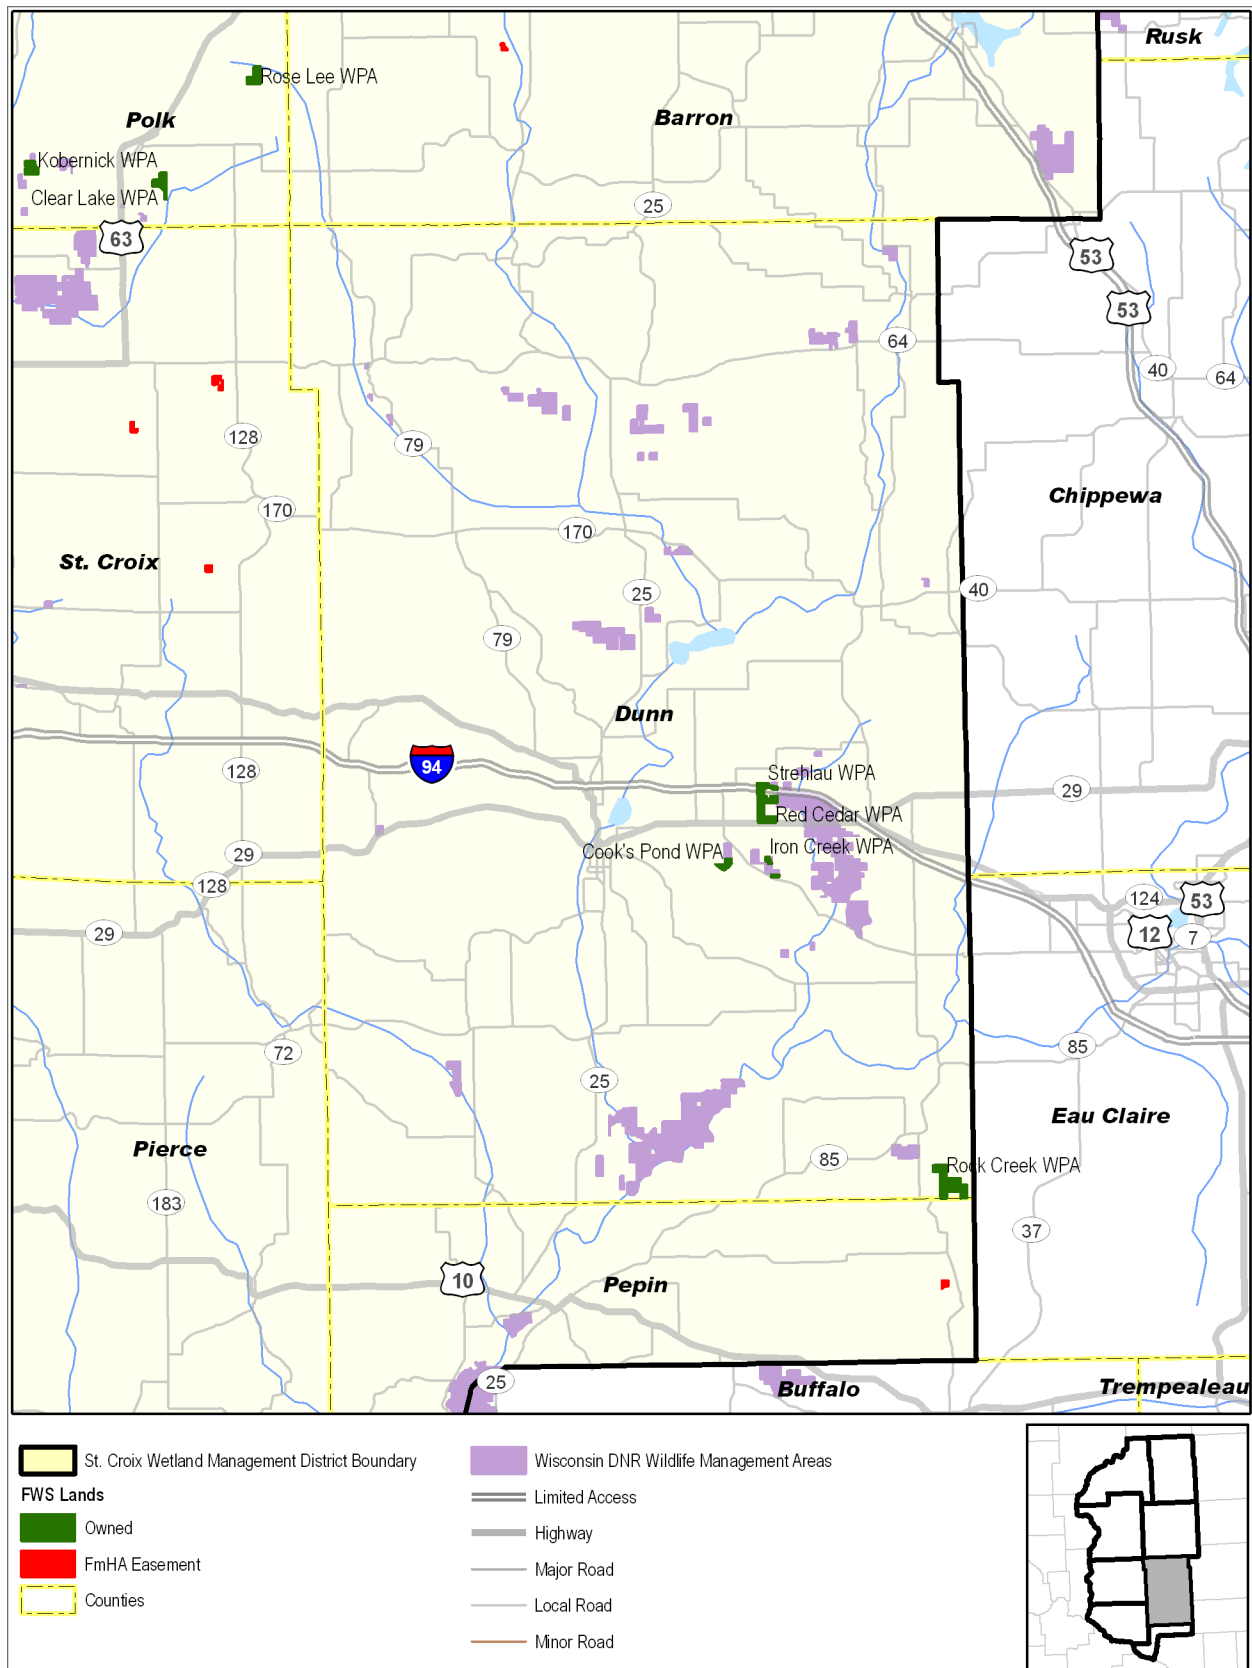 Rusk
Rose Lee WPA
Polk
Barron
Kobernick WPA
Clear Lake WPA
25
63
53
53
64
40
64
128
79
Chippewa
170
170
St. Croix
25
40
79
Dunn
94
128
Strehlau WPA
29
Red Cedar WPA
29
Cook's Pond WPA
Iron Creek WPA
128
124
53
29
12
7
72
85
25
Eau Claire
Pierce
85
Rock Creek WPA
183
37
10
Pepin
25
Buffalo
Trempealeau
St. Croix Wetland Management District Boundary
FWS Lands
Owned
FmHA Easement
Counties
Wisconsin DNR Wildlife Management Areas
Limited Access
Highway
Major Road
Local Road
Minor Road